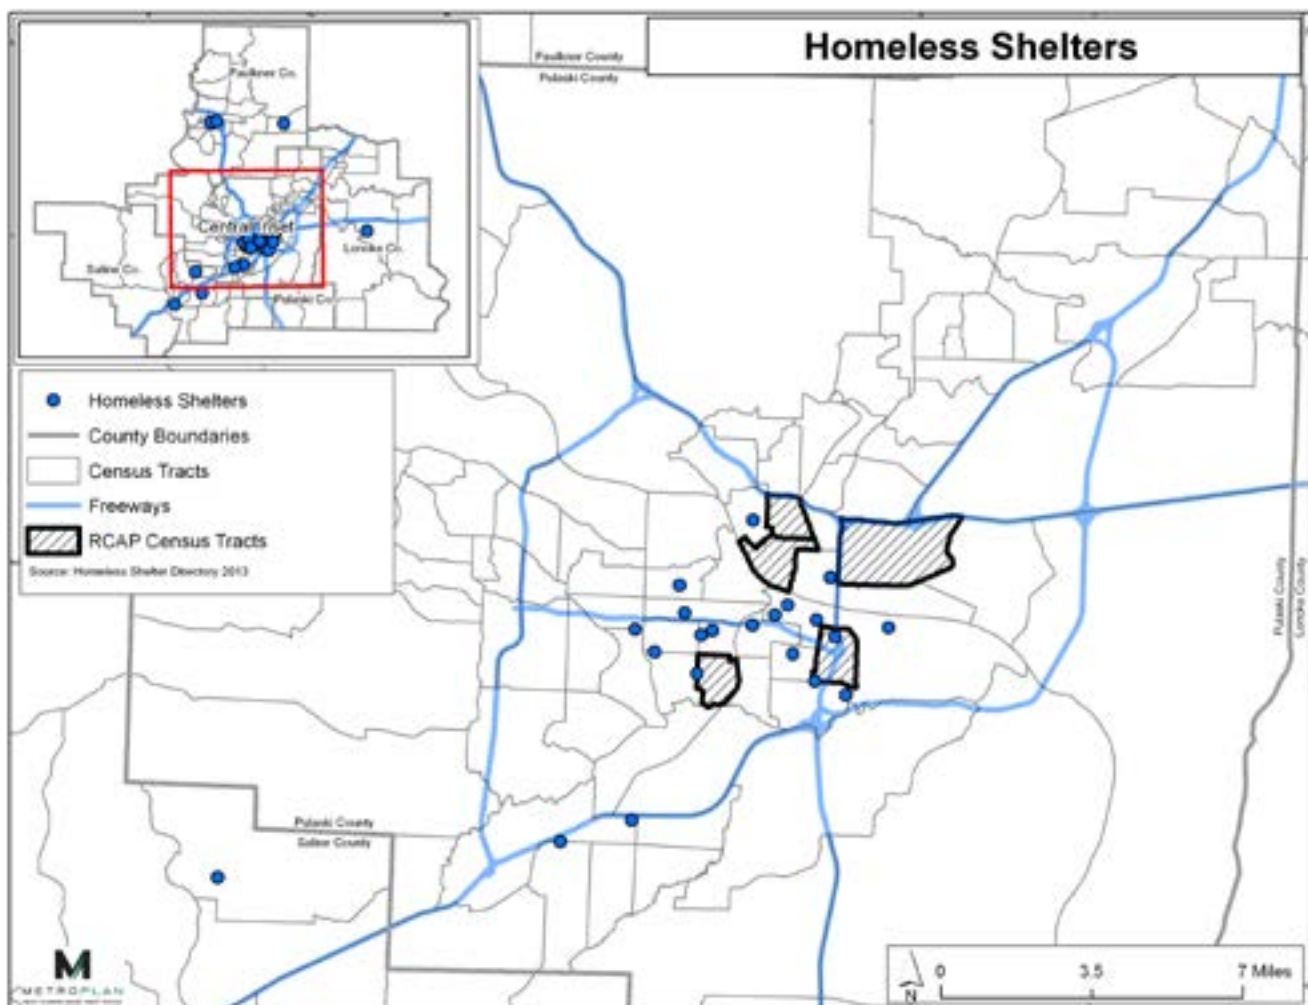 Homeless Shelters
Faulkner County
Pulaski County
Faulkner Co.
Central Inset
Lonoke Co.
Saline Co.
Pulaski Co.
Homeless Shelters
County Boundaries
Census Tracts
Freeways
RCAP Census Tracts
Source: Homeless Shelter Directory 2013
Pulaski County
Lonoke County
Pulaski County
Saline County
M
METROPLAN
N
0 3.5 7 Miles